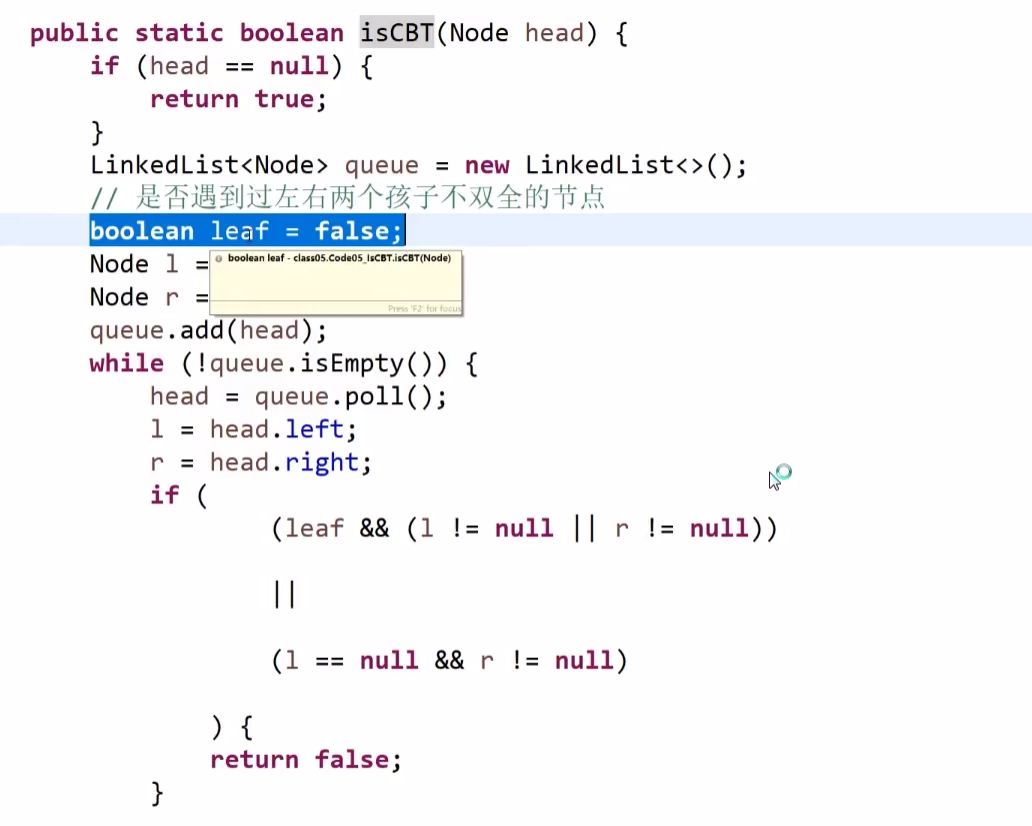 public static boolean isCBT(Node head) {
if (head == null) {
return true;
}
LinkedList<Node> queue = new LinkedList<>();
// 是否遇到过左右两个孩子不双全的节点
boolean leaf = false;
Node l =
boolean leaf - class05.Code05_IsCBT.isCBT(Node)
Node r =
Press 'F2' for focus
queue.add(head);
while (!queue.isEmpty()) {
head = queue.poll();
l = head.left;
r = head.right;
if (
(leaf && (l != null || r != null))
||
(l == null && r != null)
) {
return false;
}